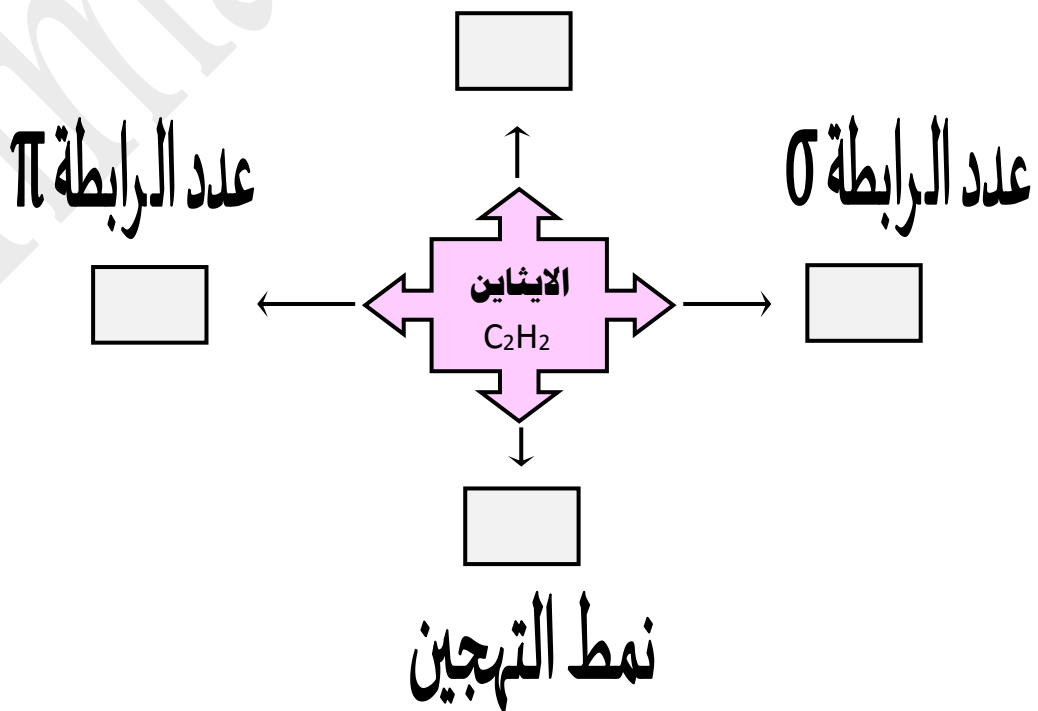 عدد الرابطة σ
عدد الرابطة π
الايثاين
C₂H₂
نمط التهجين